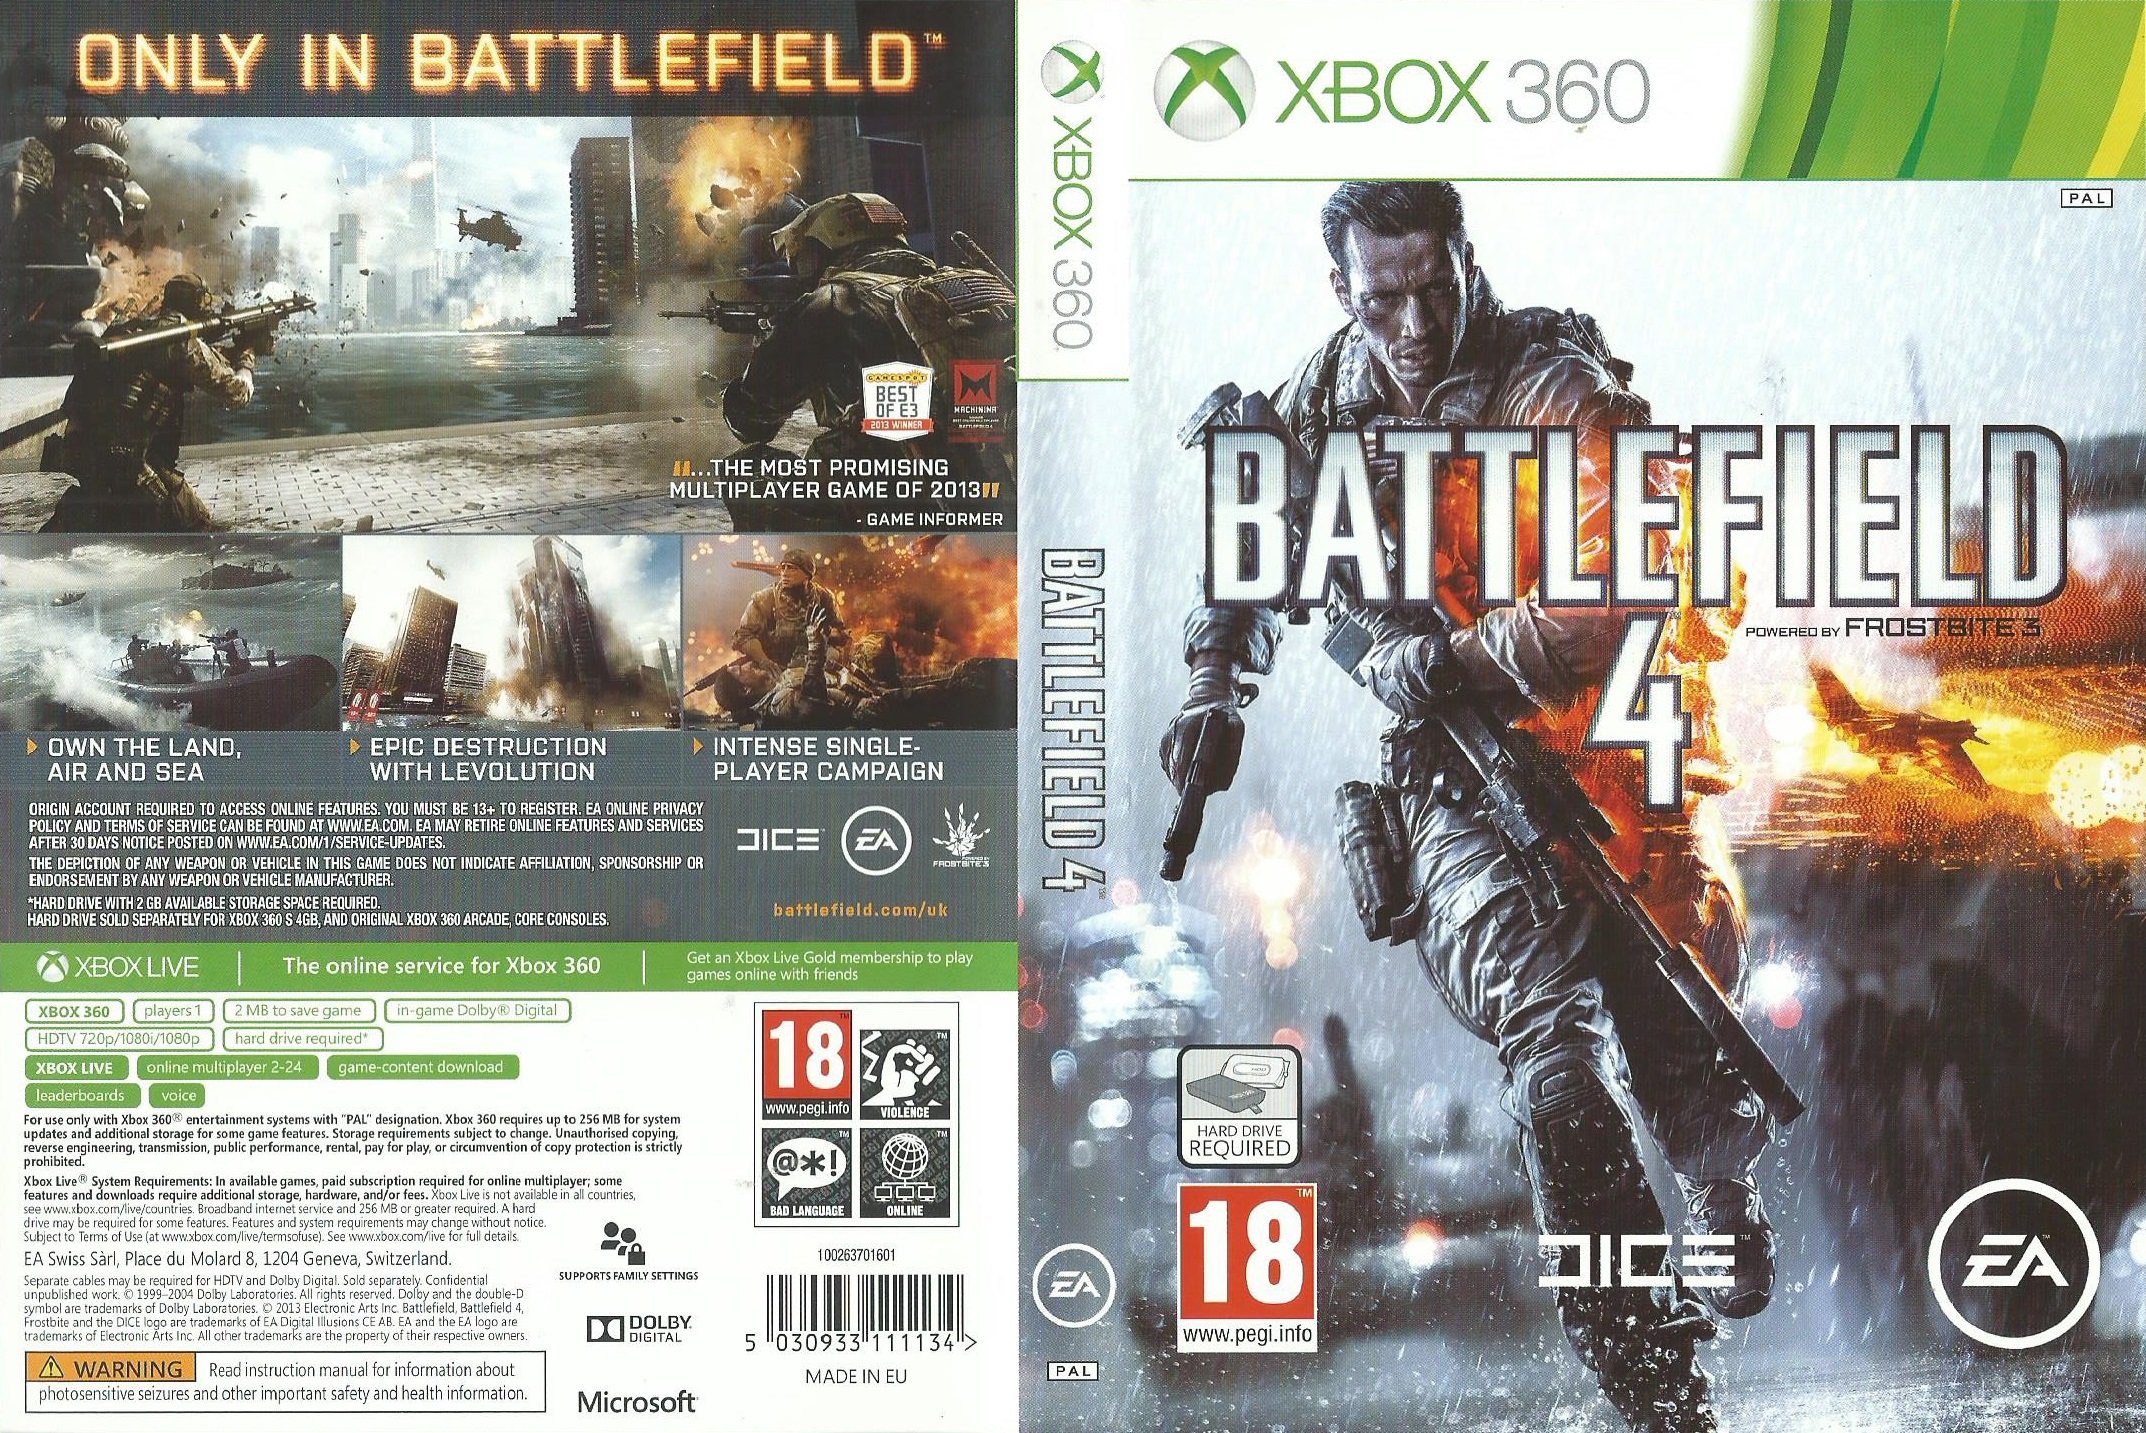 ONLY IN BATTLEFIELD™
GAMESPOT
BEST
OF E3
2013 WINNER
MACHINIMA
"...THE MOST PROMISING
MULTIPLAYER GAME OF 2013"
- GAME INFORMER
OWN THE LAND,
AIR AND SEA
EPIC DESTRUCTION
WITH LEVOLUTION
INTENSE SINGLE-
PLAYER CAMPAIGN
ORIGIN ACCOUNT REQUIRED TO ACCESS ONLINE FEATURES. YOU MUST BE 13+ TO REGISTER. EA ONLINE PRIVACY
POLICY AND TERMS OF SERVICE CAN BE FOUND AT WWW.EA.COM. EA MAY RETIRE ONLINE FEATURES AND SERVICES
AFTER 30 DAYS NOTICE POSTED ON WWW.EA.COM/1/SERVICE-UPDATES.
THE DEPICTION OF ANY WEAPON OR VEHICLE IN THIS GAME DOES NOT INDICATE AFFILIATION, SPONSORSHIP OR
ENDORSEMENT BY ANY WEAPON OR VEHICLE MANUFACTURER.
*HARD DRIVE WITH 2 GB AVAILABLE STORAGE SPACE REQUIRED.
HARD DRIVE SOLD SEPARATELY FOR XBOX 360 S 4GB, AND ORIGINAL XBOX 360 ARCADE, CORE CONSOLES.
DICE™
EA
POWERED BY
FROSTBITE 3
battlefield.com/uk
XBOX LIVE
The online service for Xbox 360
Get an Xbox Live Gold membership to play
games online with friends
XBOX 360
players 1
2 MB to save game
in-game Dolby® Digital
HDTV 720p/1080i/1080p
hard drive required*
XBOX LIVE
online multiplayer 2-24
game-content download
leaderboards
voice
For use only with Xbox 360® entertainment systems with "PAL" designation. Xbox 360 requires up to 256 MB for system
updates and additional storage for some game features. Storage requirements subject to change. Unauthorised copying,
reverse engineering, transmission, public performance, rental, pay for play, or circumvention of copy protection is strictly
prohibited.
Xbox Live® System Requirements: In available games, paid subscription required for online multiplayer; some
features and downloads require additional storage, hardware, and/or fees. Xbox Live is not available in all countries,
see www.xbox.com/live/countries. Broadband internet service and 256 MB or greater required. A hard
drive may be required for some features. Features and system requirements may change without notice.
Subject to Terms of Use (at www.xbox.com/live/termsofuse). See www.xbox.com/live for full details.
EA Swiss Sàrl, Place du Molard 8, 1204 Geneva, Switzerland.
Separate cables may be required for HDTV and Dolby Digital. Sold separately. Confidential
unpublished work. © 1999–2004 Dolby Laboratories. All rights reserved. Dolby and the double-D
symbol are trademarks of Dolby Laboratories. © 2013 Electronic Arts Inc. Battlefield, Battlefield 4,
Frostbite and the DICE logo are trademarks of EA Digital Illusions CE AB. EA and the EA logo are
trademarks of Electronic Arts Inc. All other trademarks are the property of their respective owners.
WARNING Read instruction manual for information about
photosensitive seizures and other important safety and health information.
SUPPORTS FAMILY SETTINGS
DOLBY
DIGITAL
Microsoft
18
www.pegi.info
VIOLENCE
@*!
BAD LANGUAGE
ONLINE
100263701601
5 030933 111134 >
MADE IN EU
XBOX 360
BATTLEFIELD 4
EA
PAL
XBOX 360
PAL
BATTLEFIELD
4
POWERED BY FROSTBITE 3
HARD DRIVE
REQUIRED
18
www.pegi.info
DICE™
EA